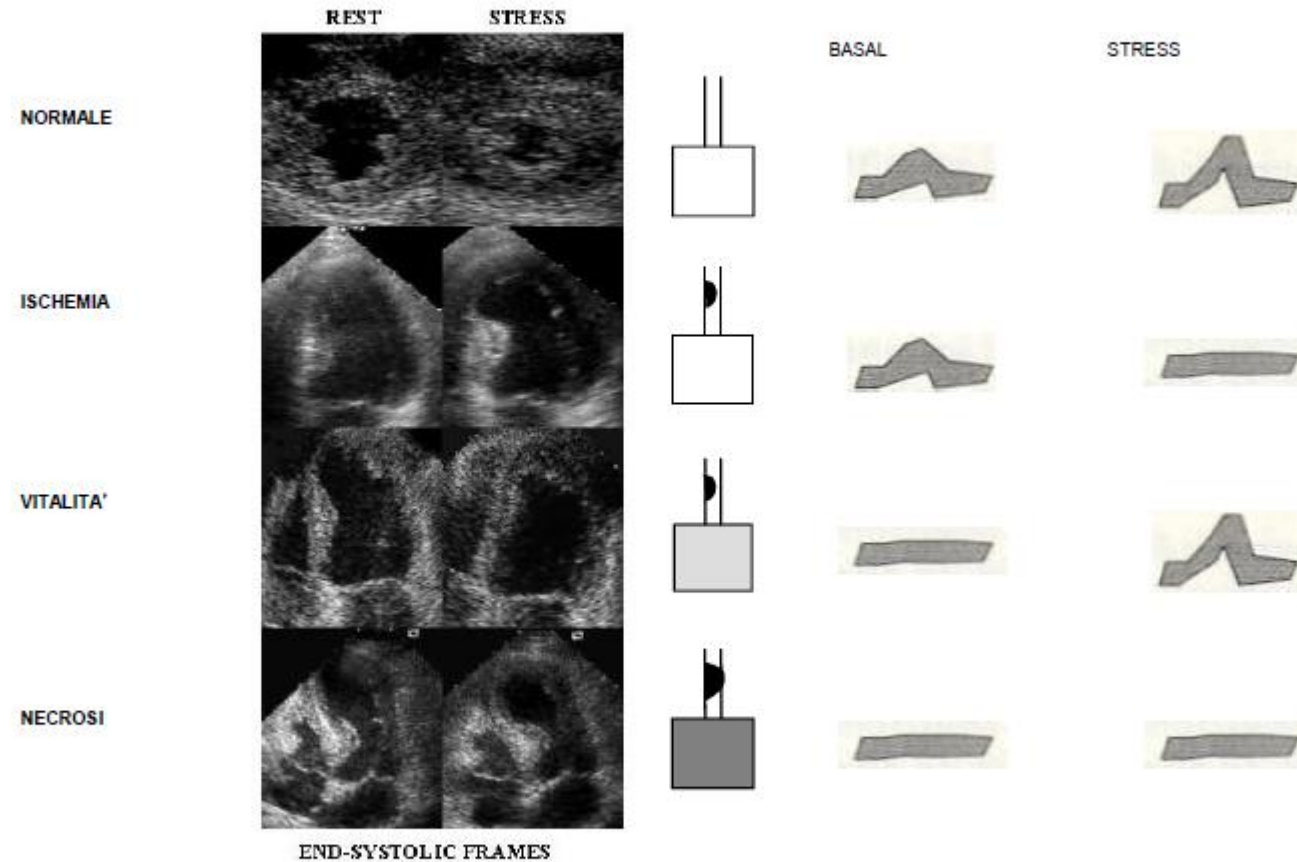 REST STRESS
BASAL STRESS
NORMALE
ISCHEMIA
VITALITA'
NECROSI
END-SYSTOLIC FRAMES